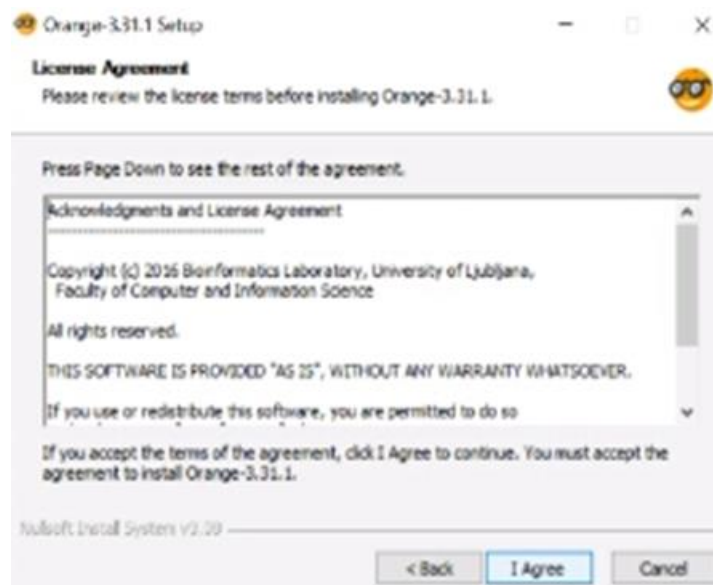 Orange-3.31.1 Setup
License Agreement
Please review the license terms before installing Orange-3.31.1.
Press Page Down to see the rest of the agreement.
Acknowledgments and License Agreement
Copyright (c) 2016 Bioinformatics Laboratory, University of Ljubljana,
Faculty of Computer and Information Science
All rights reserved.
THIS SOFTWARE IS PROVIDED "AS IS", WITHOUT ANY WARRANTY WHATSOEVER.
If you use or redistribute this software, you are permitted to do so
If you accept the terms of the agreement, click I Agree to continue. You must accept the
agreement to install Orange-3.31.1.
Nullsoft Install System
< Back
I Agree
Cancel